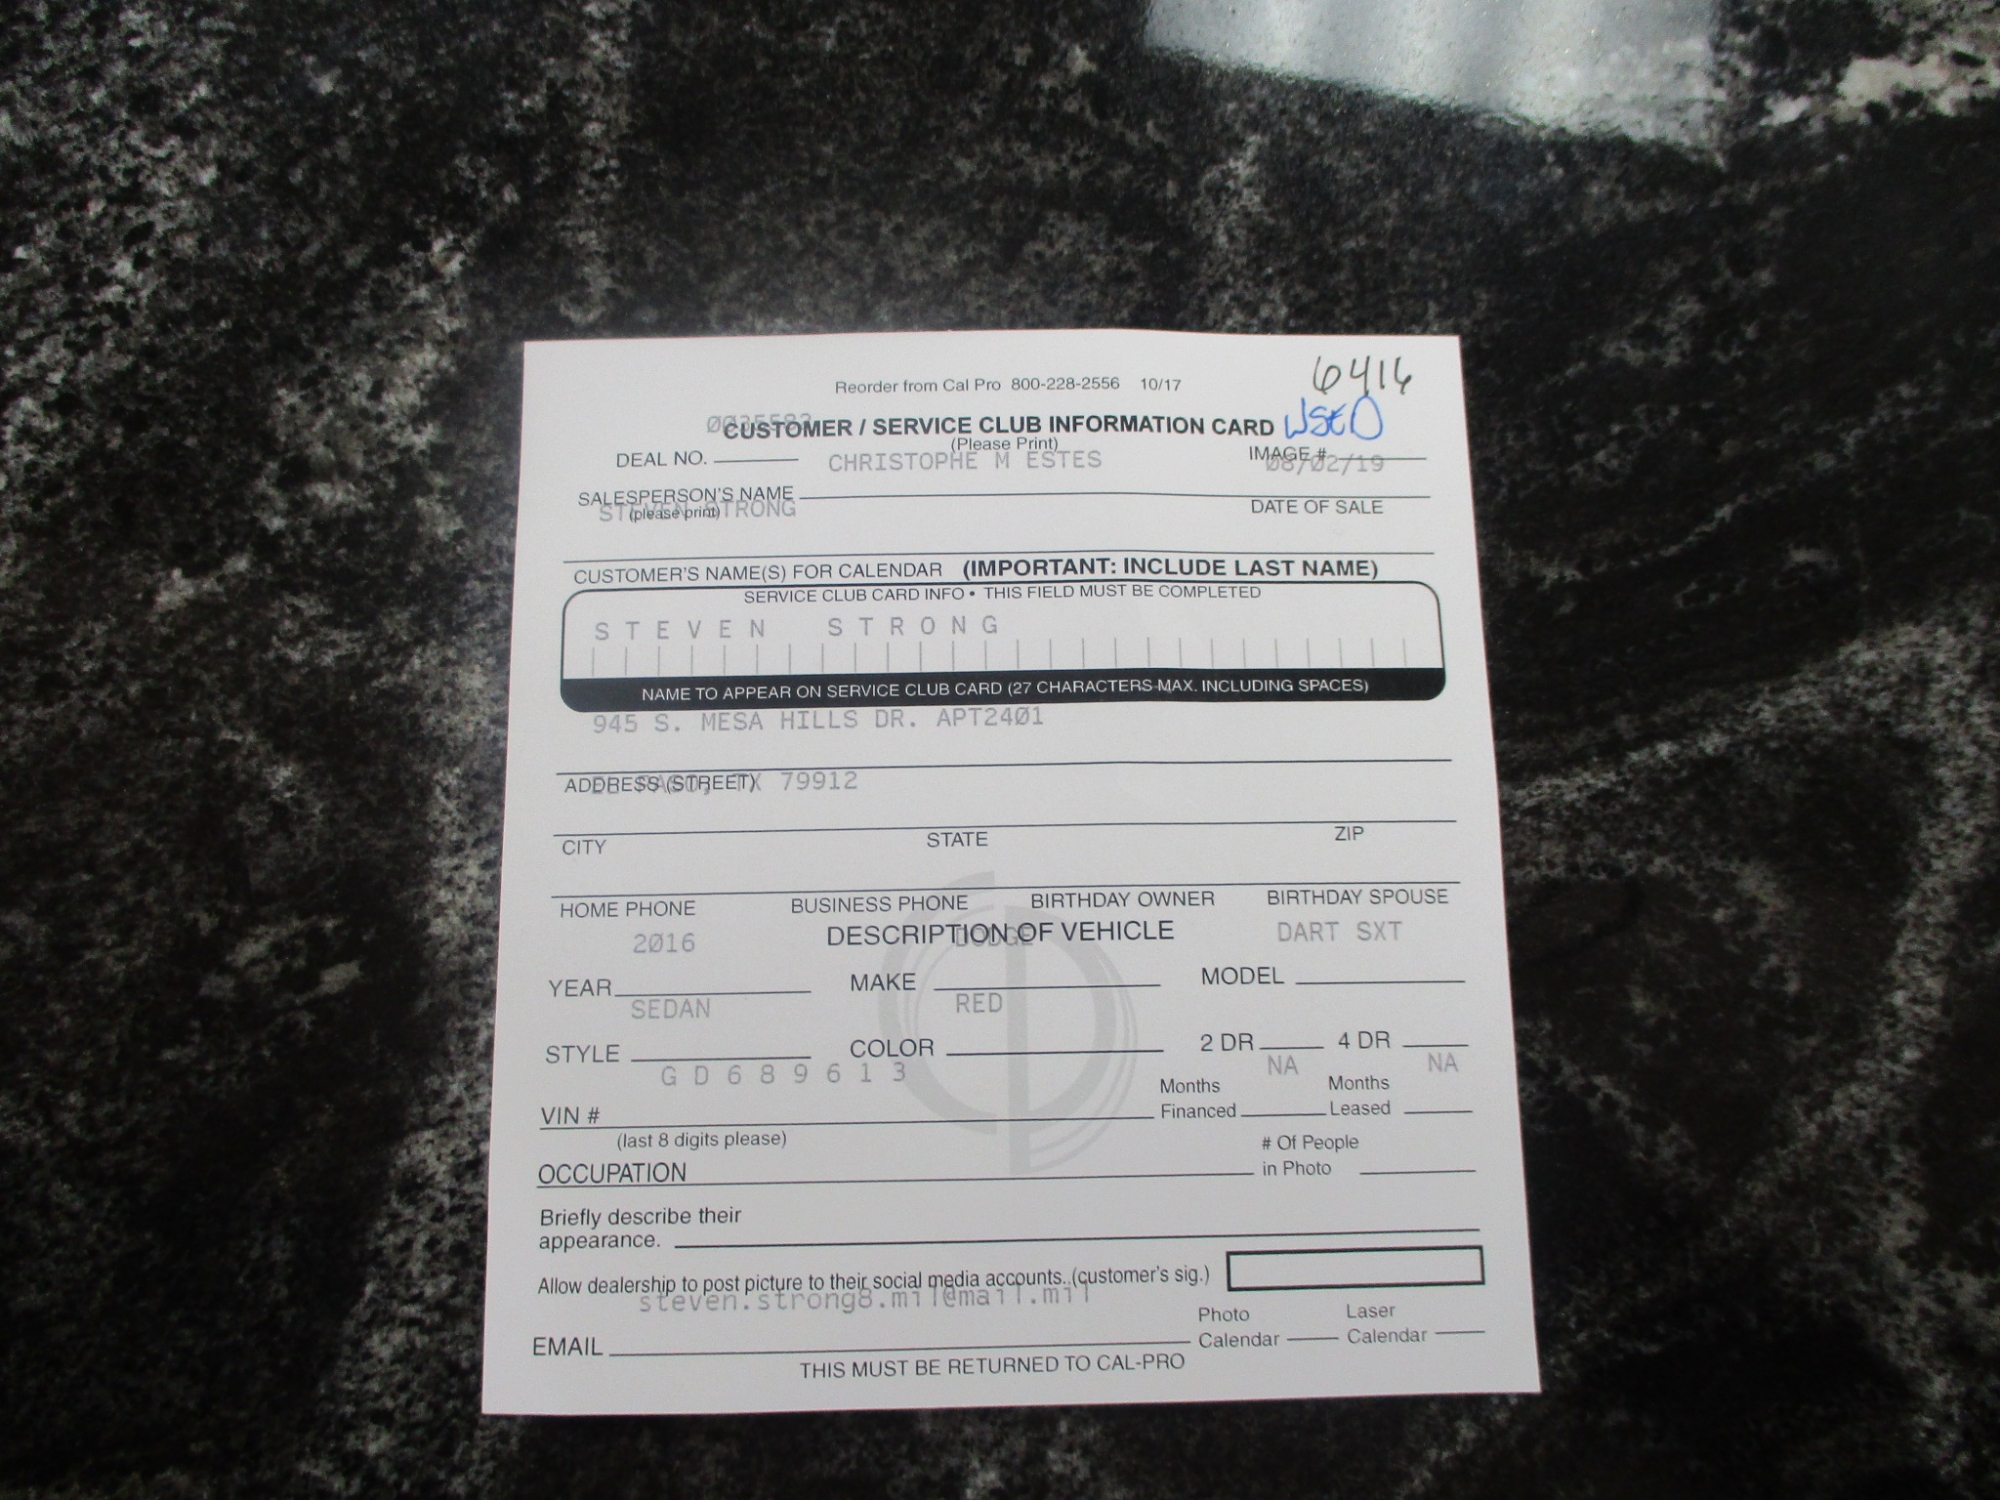 Reorder from Cal Pro 800-228-2556 10/17
6416
CUSTOMER / SERVICE CLUB INFORMATION CARD USED
(Please Print)
DEAL NO. CHRISTOPHE M ESTES IMAGE #
08/02/19
SALESPERSON'S NAME
(please print) DATE OF SALE
STEVEN STRONG
CUSTOMER'S NAME(S) FOR CALENDAR (IMPORTANT: INCLUDE LAST NAME)
SERVICE CLUB CARD INFO • THIS FIELD MUST BE COMPLETED
STEVEN STRONG
NAME TO APPEAR ON SERVICE CLUB CARD (27 CHARACTERS MAX. INCLUDING SPACES)
945 S. MESA HILLS DR. APT2401
ADDRESS (STREET)
EL PASO, TX 79912
CITY STATE ZIP
HOME PHONE BUSINESS PHONE BIRTHDAY OWNER BIRTHDAY SPOUSE
DESCRIPTION OF VEHICLE
2016 DODGE DART SXT
YEAR MAKE MODEL
SEDAN RED
STYLE COLOR 2 DR 4 DR
GD689613 NA NA
VIN # Months Financed Months Leased
(last 8 digits please)
OCCUPATION # Of People in Photo
Briefly describe their
appearance.
Allow dealership to post picture to their social media accounts. (customer's sig.)
steven.strong8.mil@mail.mil
EMAIL Photo Calendar Laser Calendar
THIS MUST BE RETURNED TO CAL-PRO